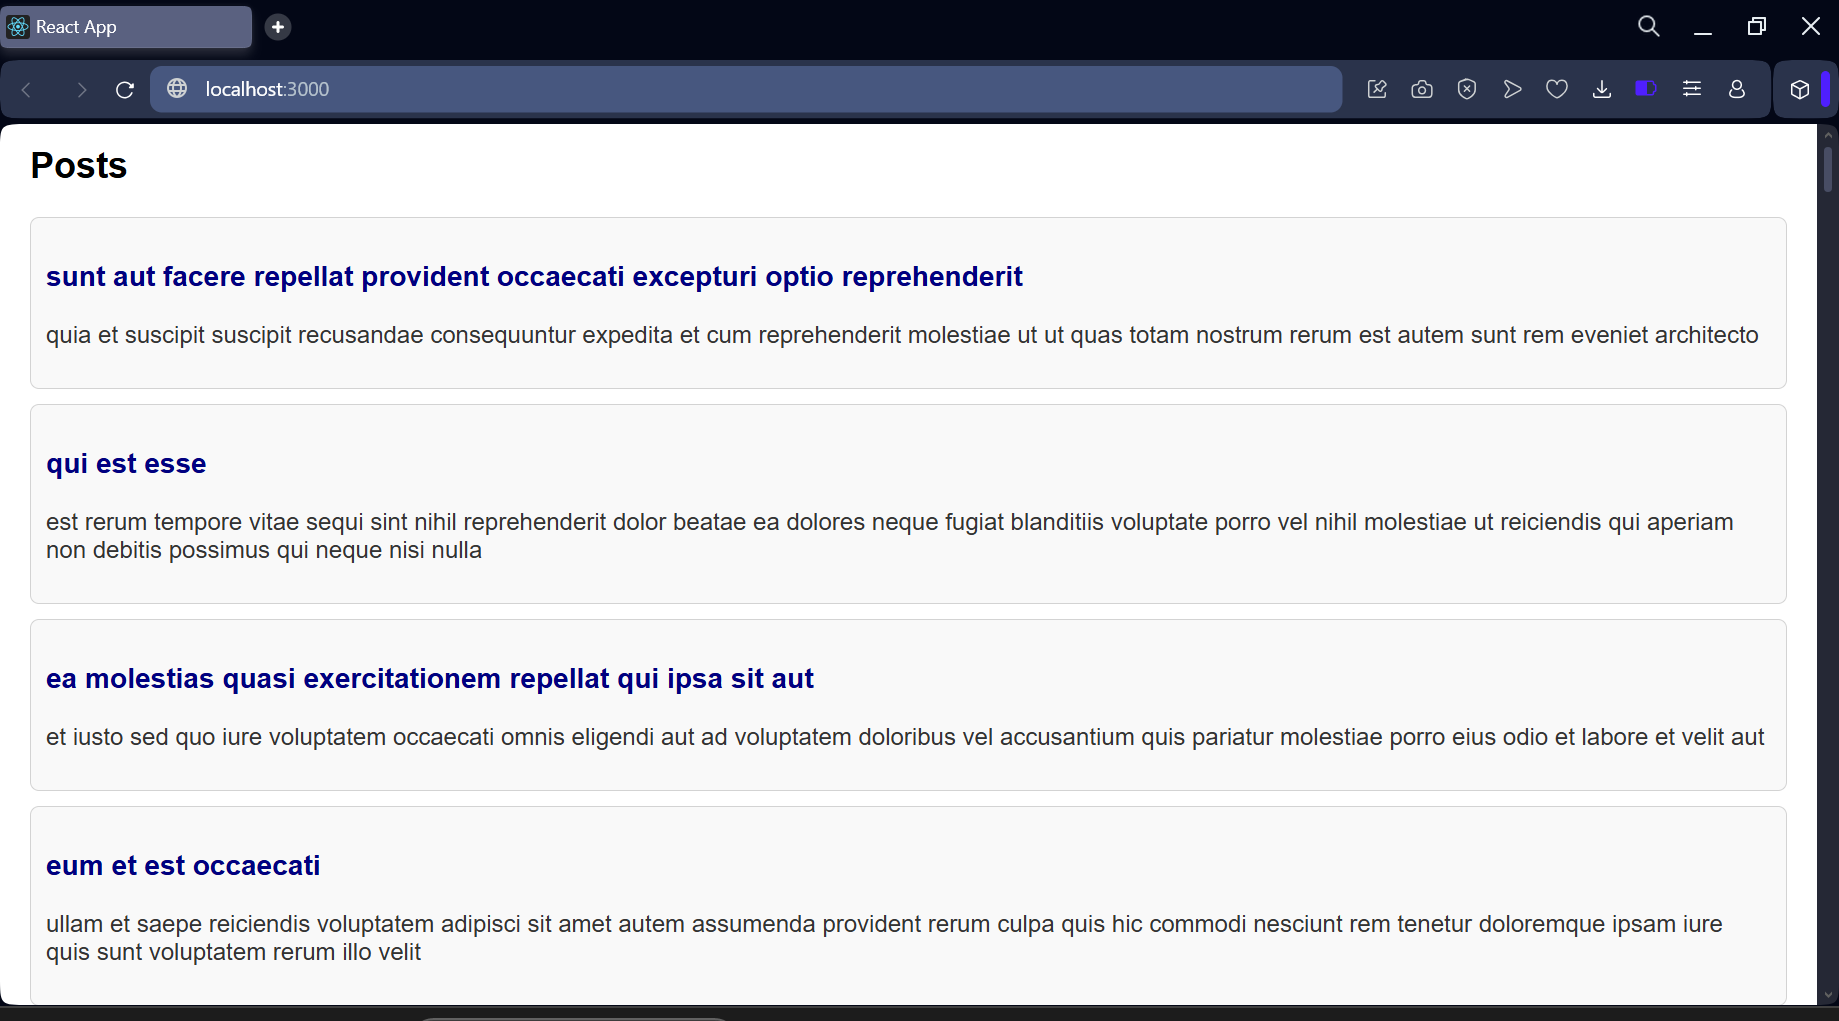 React App
localhost:3000
Posts
sunt aut facere repellat provident occaecati excepturi optio reprehenderit
quia et suscipit suscipit recusandae consequuntur expedita et cum reprehenderit molestiae ut ut quas totam nostrum rerum est autem sunt rem eveniet architecto
qui est esse
est rerum tempore vitae sequi sint nihil reprehenderit dolor beatae ea dolores neque fugiat blanditiis voluptate porro vel nihil molestiae ut reiciendis qui aperiam
non debitis possimus qui neque nisi nulla
ea molestias quasi exercitationem repellat qui ipsa sit aut
et iusto sed quo iure voluptatem occaecati omnis eligendi aut ad voluptatem doloribus vel accusantium quis pariatur molestiae porro eius odio et labore et velit aut
eum et est occaecati
ullam et saepe reiciendis voluptatem adipisci sit amet autem assumenda provident rerum culpa quis hic commodi nesciunt rem tenetur doloremque ipsam iure
quis sunt voluptatem rerum illo velit